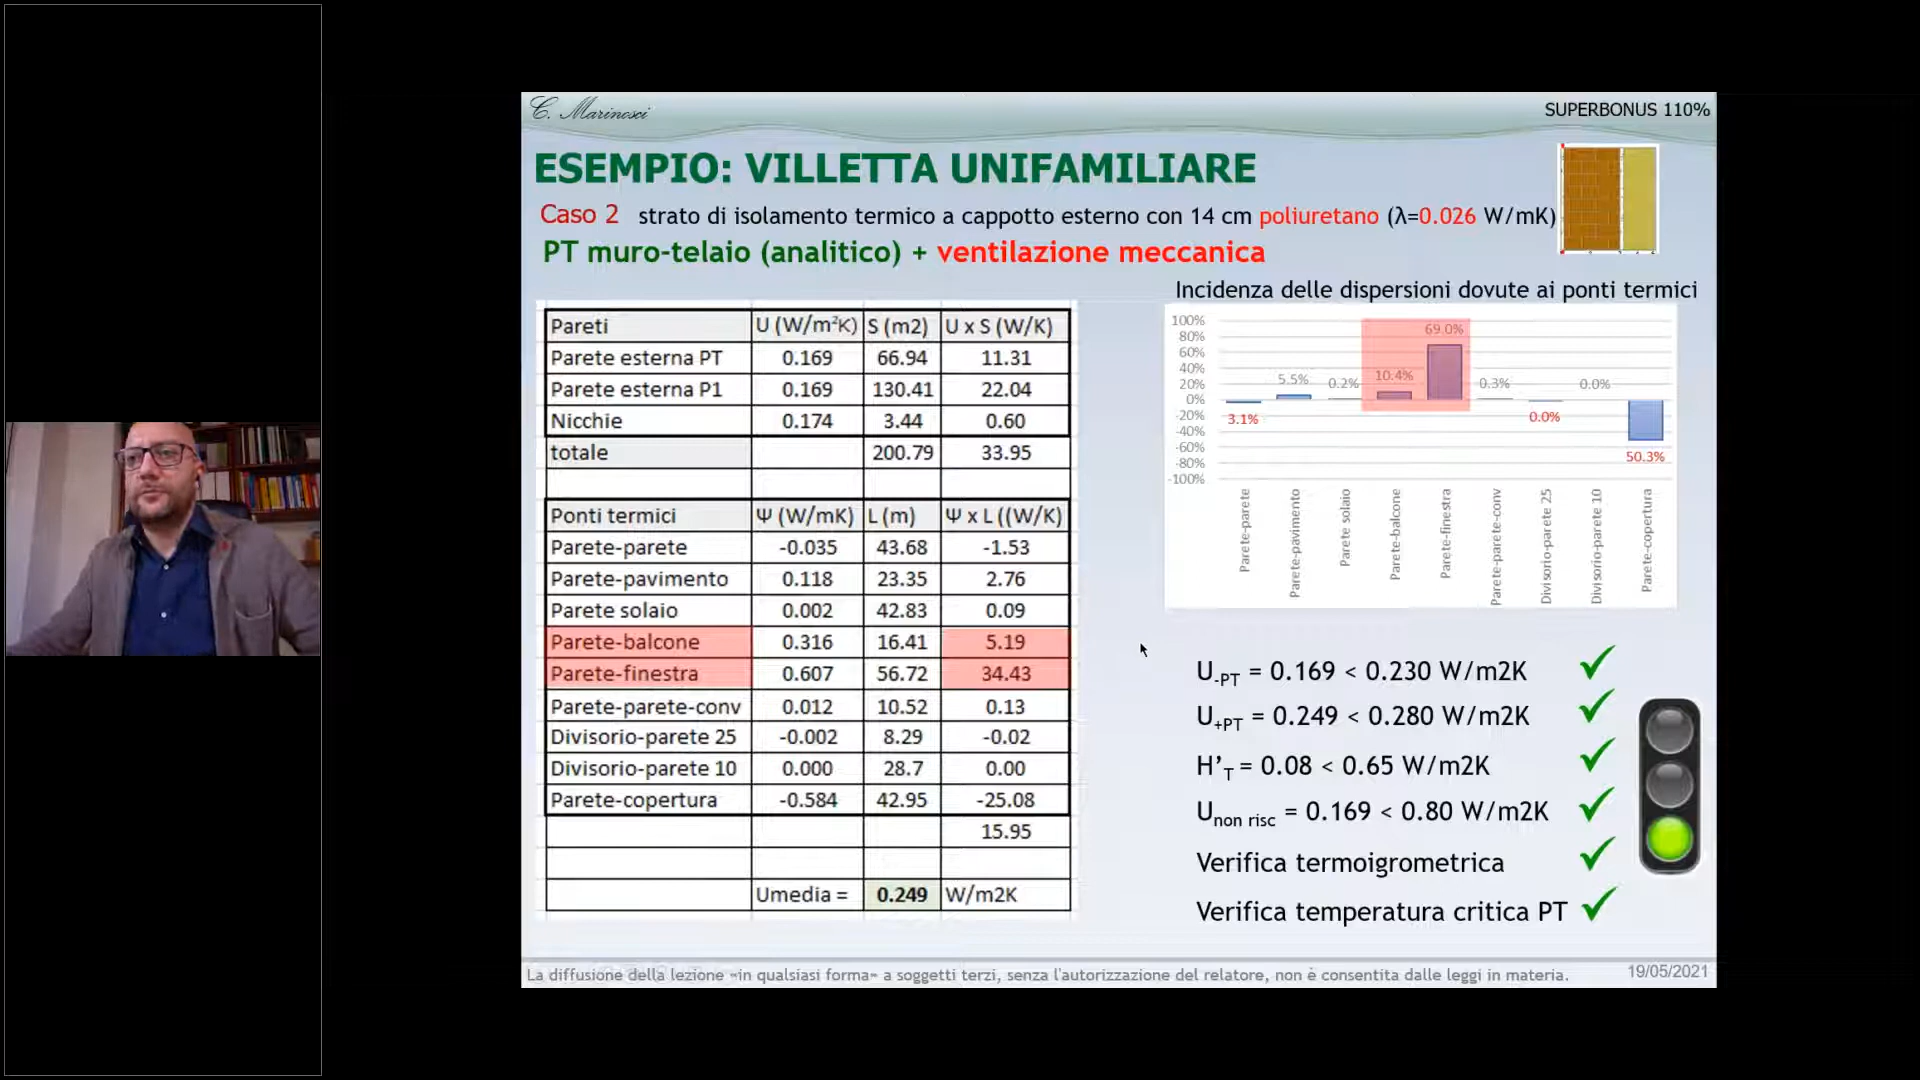 C. Marinosci
SUPERBONUS 110%
ESEMPIO: VILLETTA UNIFAMILIARE
Caso 2 strato di isolamento termico a cappotto esterno con 14 cm poliuretano (λ=0.026 W/mK)
PT muro-telaio (analitico) + ventilazione meccanica
Pareti U (W/m²K) S (m2) U x S (W/K)
Parete esterna PT 0.169 66.94 11.31
Parete esterna P1 0.169 130.41 22.04
Nicchie 0.174 3.44 0.60
totale 200.79 33.95
Ponti termici Ψ (W/mK) L (m) Ψ x L ((W/K)
Parete-parete -0.035 43.68 -1.53
Parete-pavimento 0.118 23.35 2.76
Parete solaio 0.002 42.83 0.09
Parete-balcone 0.316 16.41 5.19
Parete-finestra 0.607 56.72 34.43
Parete-parete-conv 0.012 10.52 0.13
Divisorio-parete 25 -0.002 8.29 -0.02
Divisorio-parete 10 0.000 28.7 0.00
Parete-copertura -0.584 42.95 -25.08
15.95
Umedia = 0.249 W/m2K
Incidenza delle dispersioni dovute ai ponti termici
100%
80%
60%
40%
20%
0%
-20%
-40%
-60%
-80%
-100%
3.1%
5.5%
0.2%
10.4%
69.0%
0.3%
0.0%
0.0%
50.3%
Parete-parete
Parete-pavimento
Parete solaio
Parete-balcone
Parete-finestra
Parete-parete-conv
Divisorio-parete 25
Divisorio-parete 10
Parete-copertura
U-PT = 0.169 < 0.230 W/m2K
U+PT = 0.249 < 0.280 W/m2K
H’T = 0.08 < 0.65 W/m2K
Unon risc = 0.169 < 0.80 W/m2K
Verifica termoigrometrica
Verifica temperatura critica PT
La diffusione della lezione «in qualsiasi forma» a soggetti terzi, senza l'autorizzazione del relatore, non è consentita dalle leggi in materia.
19/05/2021